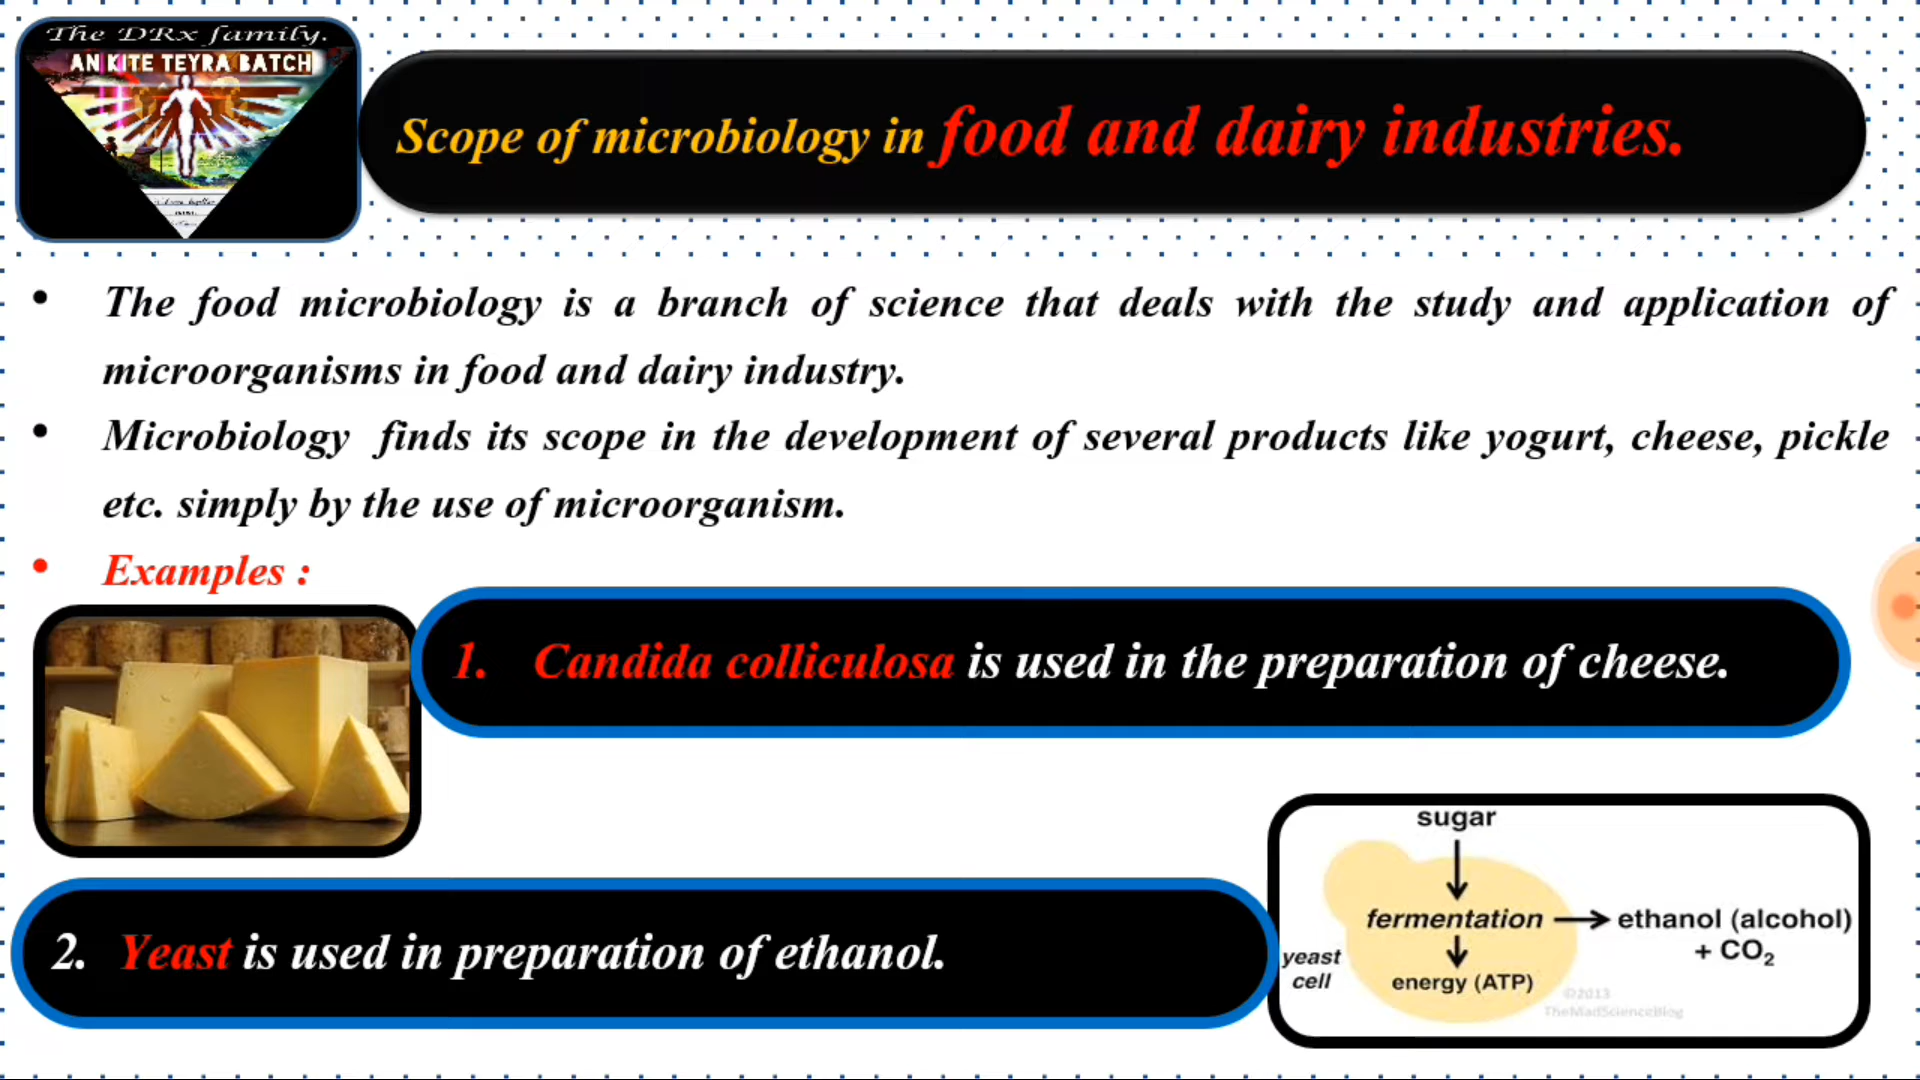 The DRx family.
AN KITE TEYRA BATCH
Scope of microbiology in food and dairy industries.
• The food microbiology is a branch of science that deals with the study and application of
microorganisms in food and dairy industry.
• Microbiology finds its scope in the development of several products like yogurt, cheese, pickle
etc. simply by the use of microorganism.
• Examples :
1. Candida colliculosa is used in the preparation of cheese.
2. Yeast is used in preparation of ethanol.
sugar
fermentation → ethanol (alcohol)
+ CO₂
yeast
cell
energy (ATP)
©2013
TheMadScienceBlog